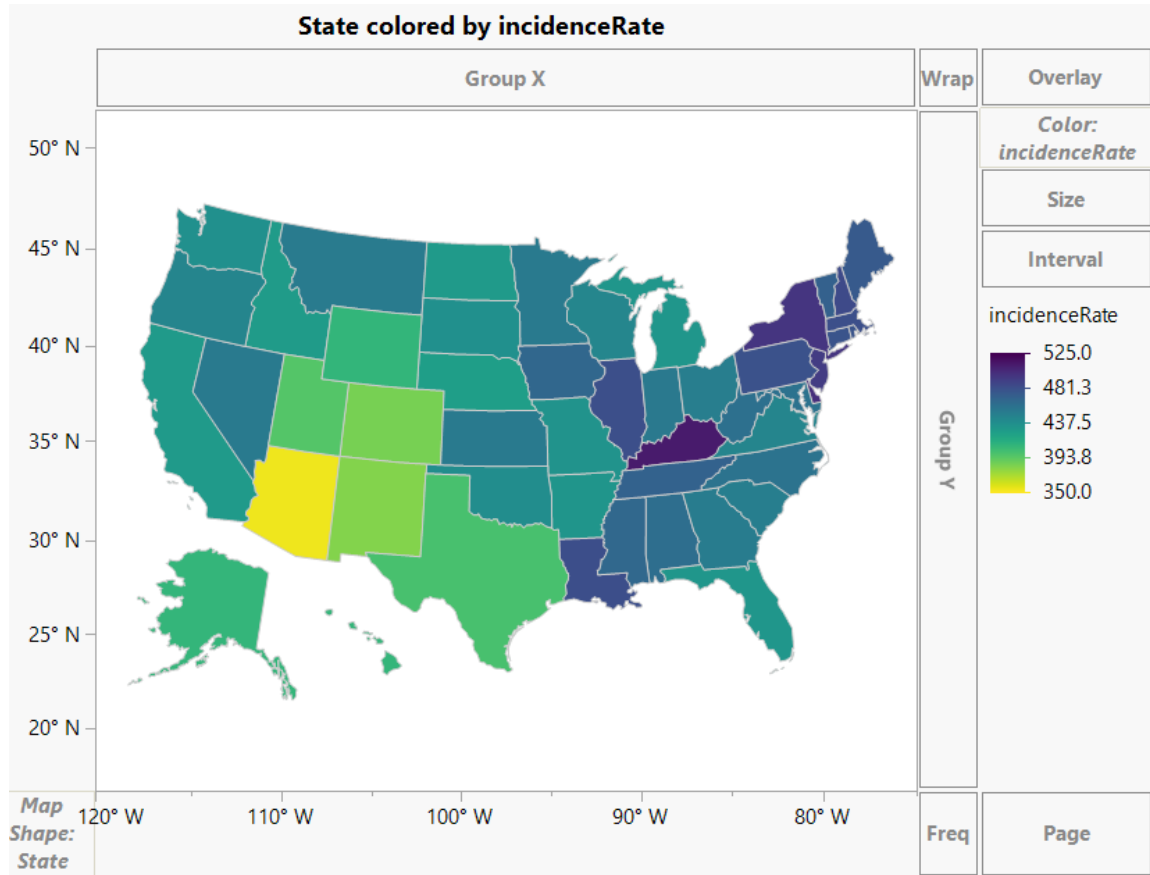 State colored by incidenceRate
Group X
Wrap
Overlay
Color:
incidenceRate
Size
Interval
incidenceRate
525.0
481.3
437.5
393.8
350.0
Group Y
50° N
45° N
40° N
35° N
30° N
25° N
20° N
120° W
110° W
100° W
90° W
80° W
Map
Shape:
State
Freq
Page